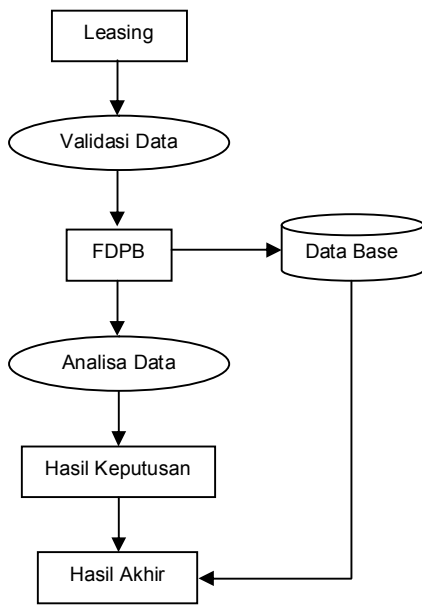 Leasing
Validasi Data
FDPB
Data Base
Analisa Data
Hasil Keputusan
Hasil Akhir